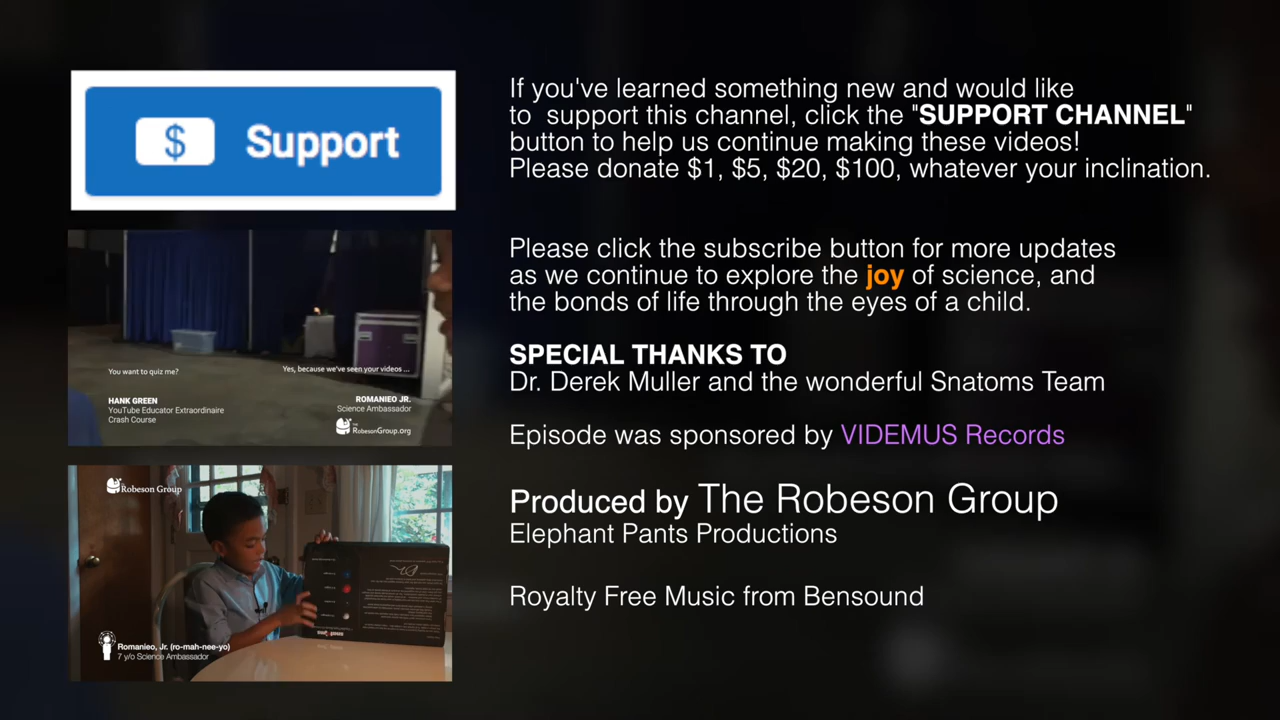 $ Support
If you've learned something new and would like
to support this channel, click the "SUPPORT CHANNEL"
button to help us continue making these videos!
Please donate $1, $5, $20, $100, whatever your inclination.
Please click the subscribe button for more updates
as we continue to explore the joy of science, and
the bonds of life through the eyes of a child.
You want to quiz me?
Yes, because we've seen your videos ...
HANK GREEN
YouTube Educator Extraordinaire
Crash Course
ROMANIEO JR.
Science Ambassador
THE
RobesonGroup.org
SPECIAL THANKS TO
Dr. Derek Muller and the wonderful Snatoms Team
Episode was sponsored by VIDEMUS Records
Robeson Group
Romanieo, Jr. (ro-mah-nee-yo)
7 y/o Science Ambassador
Produced by The Robeson Group
Elephant Pants Productions
Royalty Free Music from Bensound